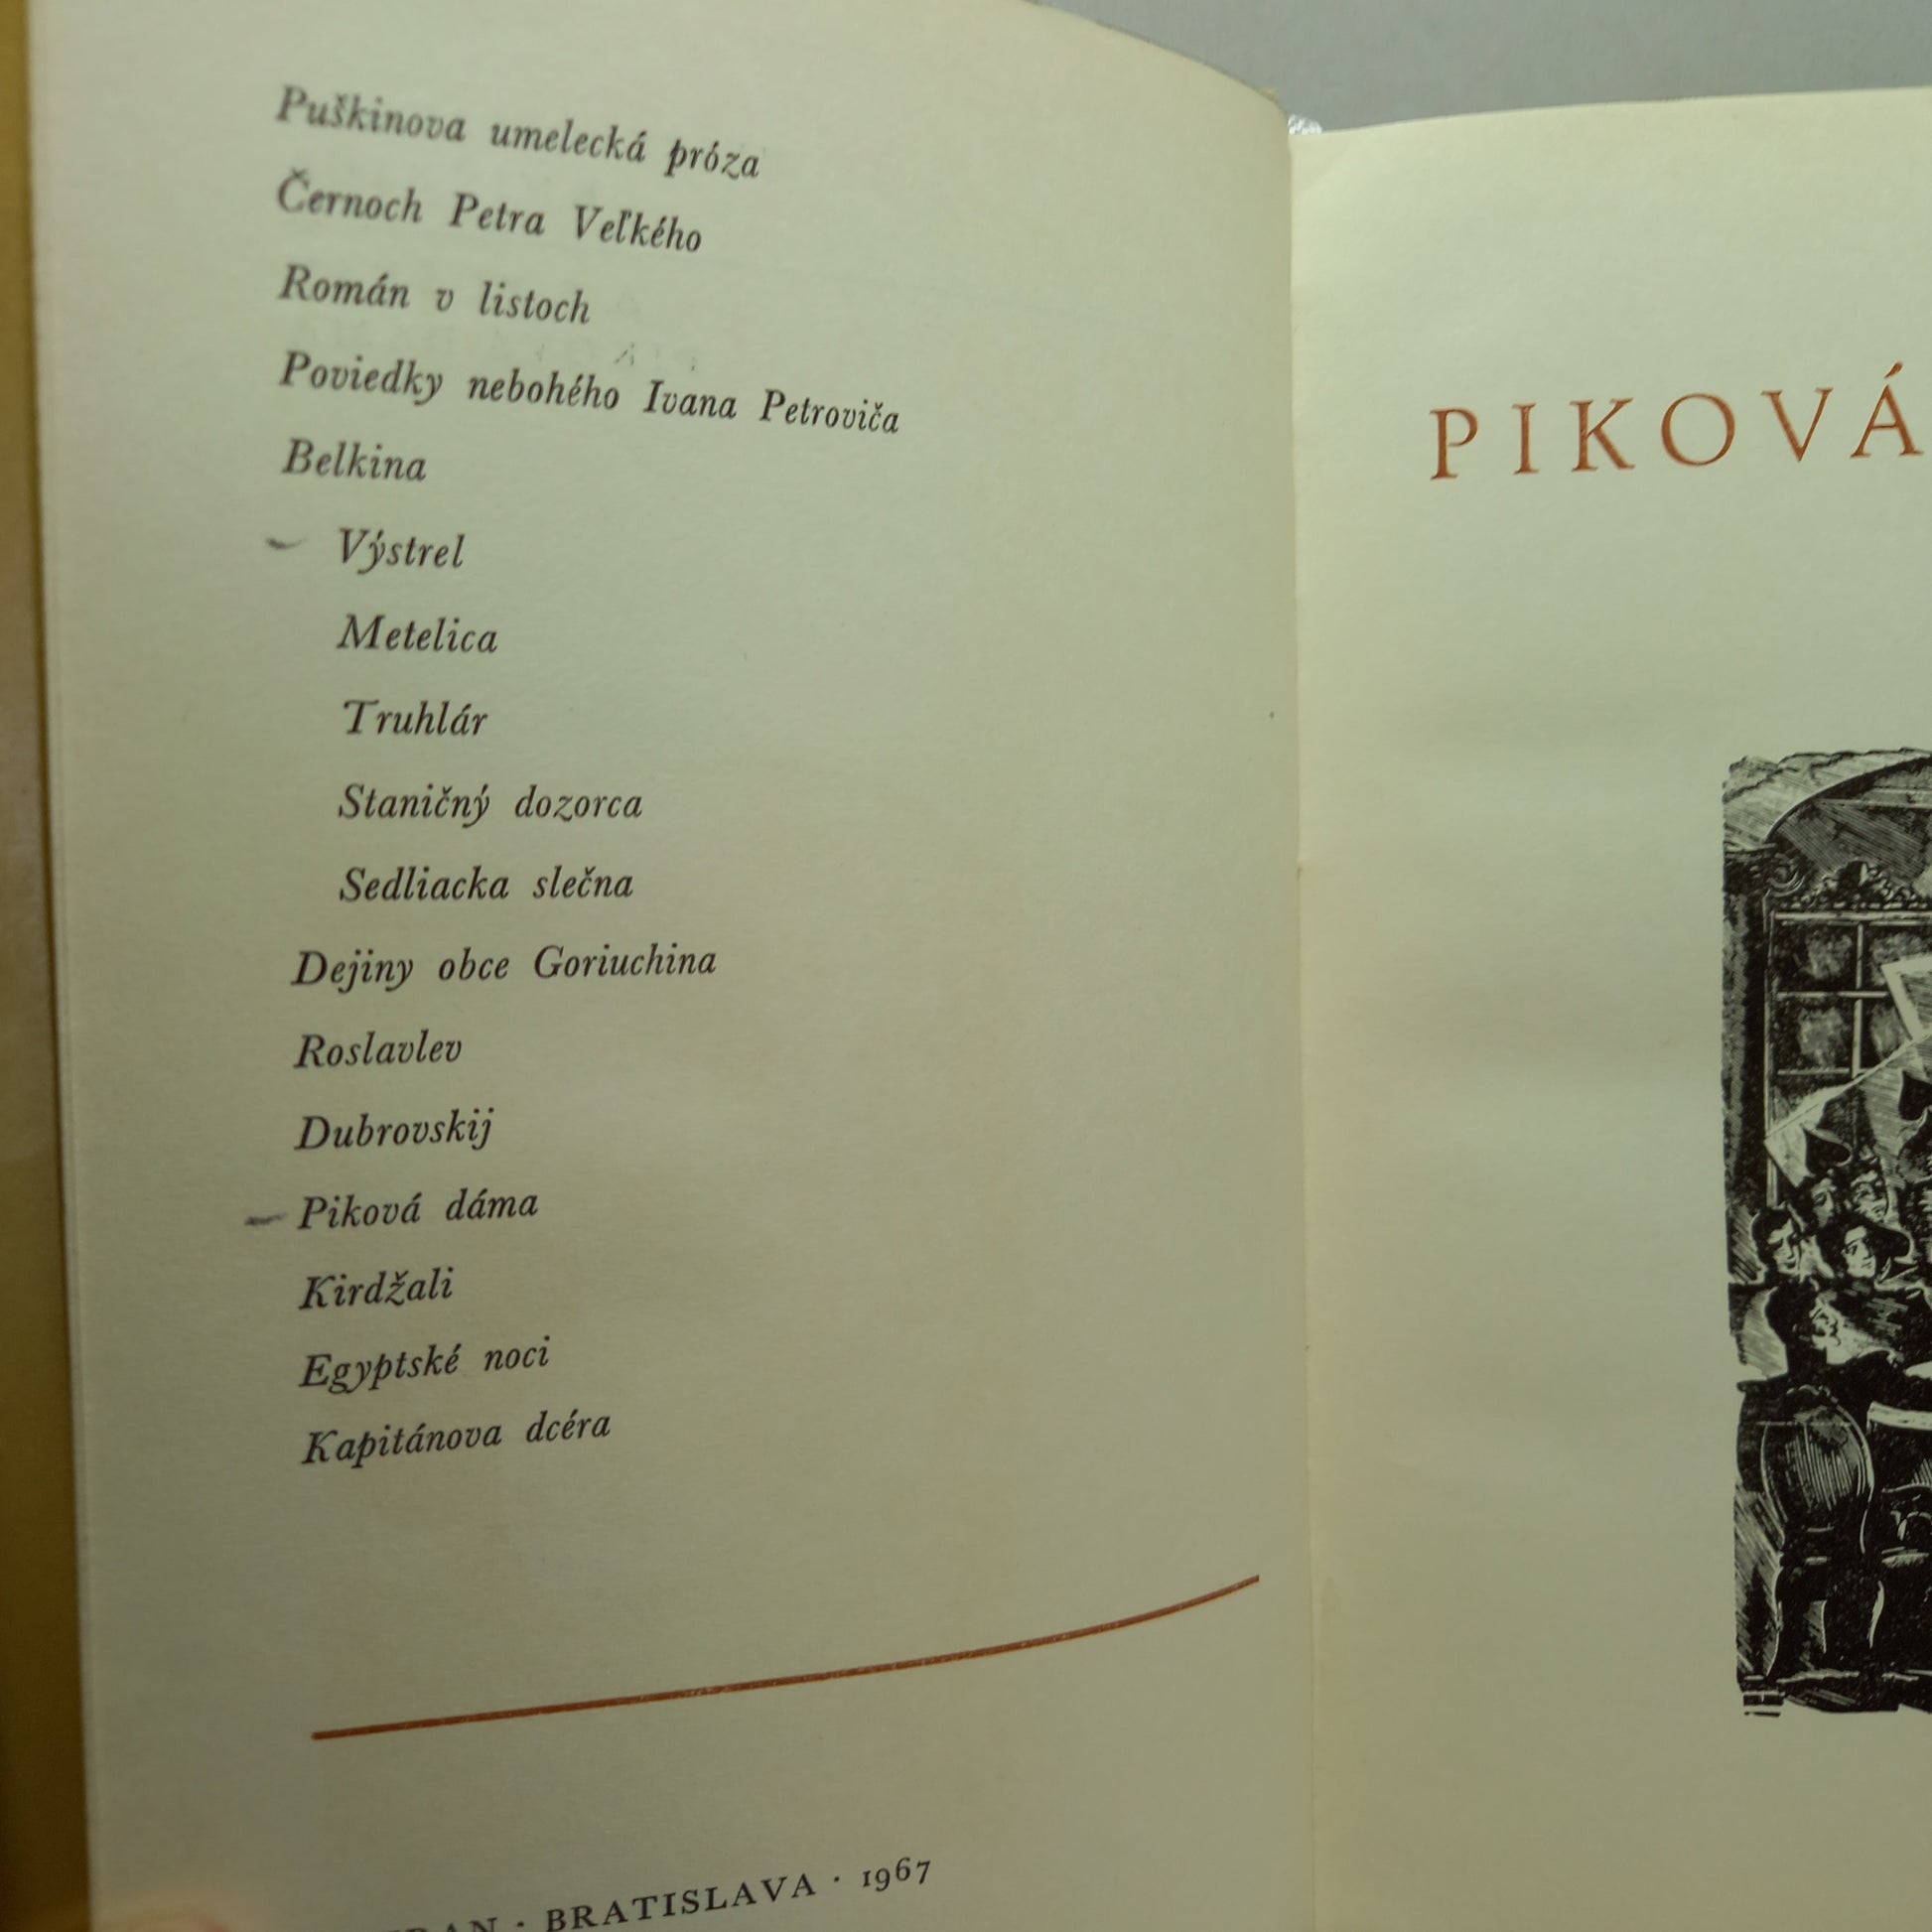 Puškinova umelecká próza
Černoch Petra Veľkého
Román v listoch
Poviedky nebohého Ivana Petroviča
Belkina
Výstrel
Metelica
Truhlár
Staničný dozorca
Sedliacka slečna
Dejiny obce Goriuchina
Roslavlev
Dubrovskij
Piková dáma
Kirdžali
Egyptské noci
Kapitánova dcéra
· BRATISLAVA · 1967
PIKOVÁ